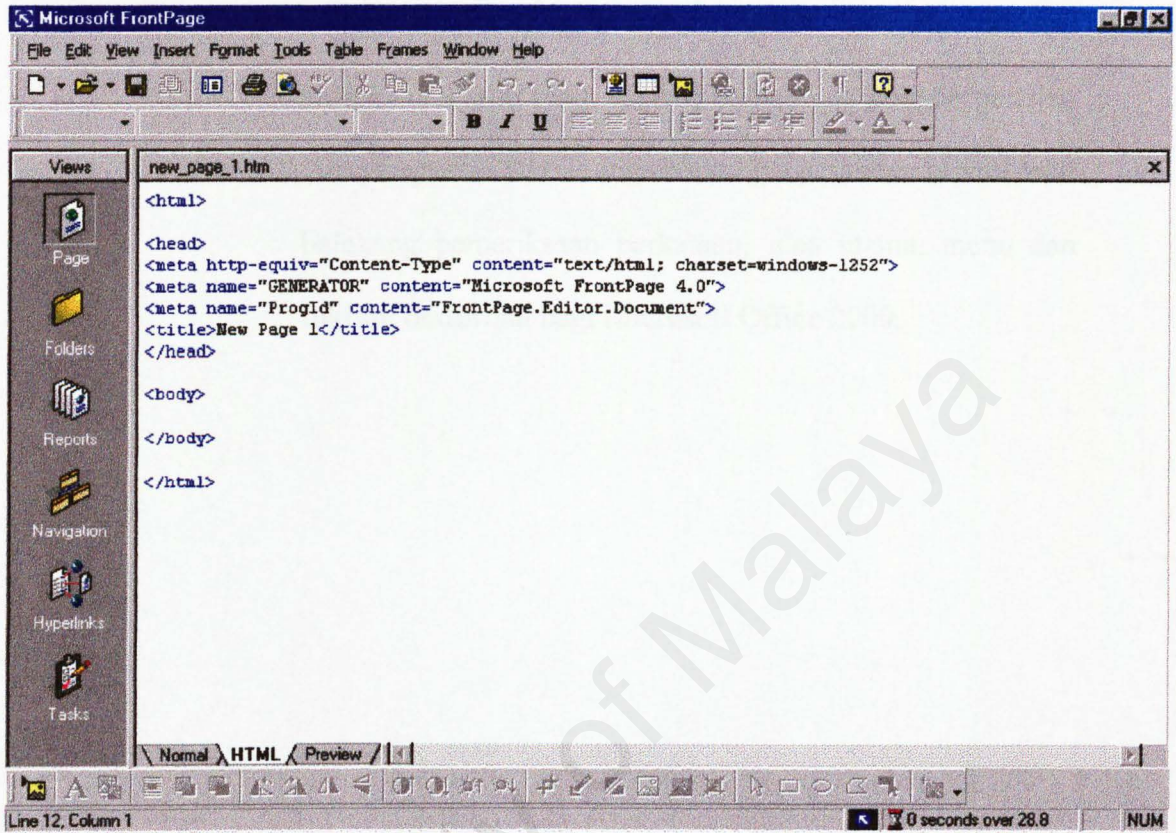 Microsoft FrontPage
File Edit View Insert Format Tools Table Frames Window Help
B I U
Views
new_page_1.htm
Page
Folders
Reports
Navigation
Hyperlinks
Tasks
<html>
<head>
<meta http-equiv="Content-Type" content="text/html; charset=windows-1252">
<meta name="GENERATOR" content="Microsoft FrontPage 4.0">
<meta name="ProgId" content="FrontPage.Editor.Document">
<title>New Page 1</title>
</head>
<body>
</body>
</html>
Normal HTML Preview
Line 12, Column 1
0 seconds over 28.8
NUM
of Malaya